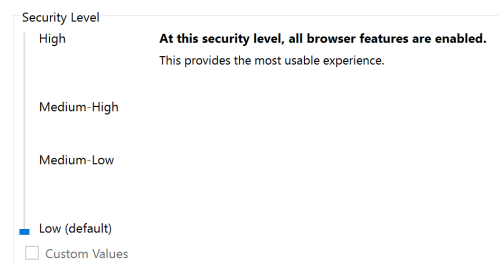 Security Level
High
At this security level, all browser features are enabled.
This provides the most usable experience.
Medium-High
Medium-Low
Low (default)
Custom Values